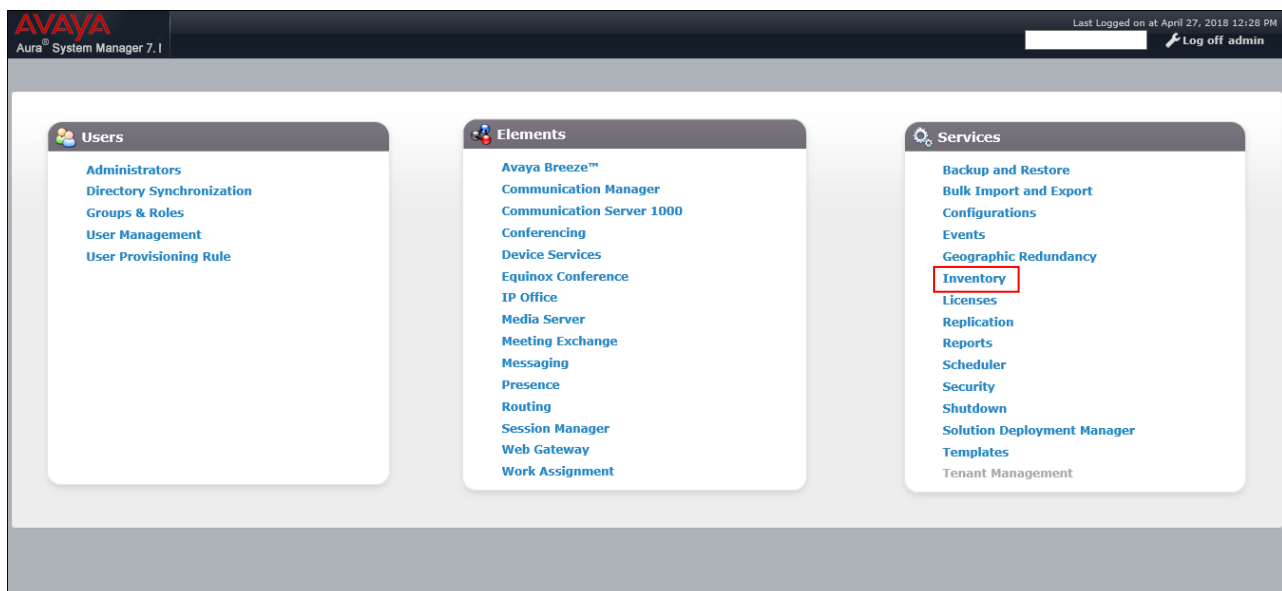 AVAYA
Aura® System Manager 7.1
Last Logged on at April 27, 2018 12:28 PM
Log off admin
Users
Administrators
Directory Synchronization
Groups & Roles
User Management
User Provisioning Rule
Elements
Avaya Breeze™
Communication Manager
Communication Server 1000
Conferencing
Device Services
Equinox Conference
IP Office
Media Server
Meeting Exchange
Messaging
Presence
Routing
Session Manager
Web Gateway
Work Assignment
Services
Backup and Restore
Bulk Import and Export
Configurations
Events
Geographic Redundancy
Inventory
Licenses
Replication
Reports
Scheduler
Security
Shutdown
Solution Deployment Manager
Templates
Tenant Management